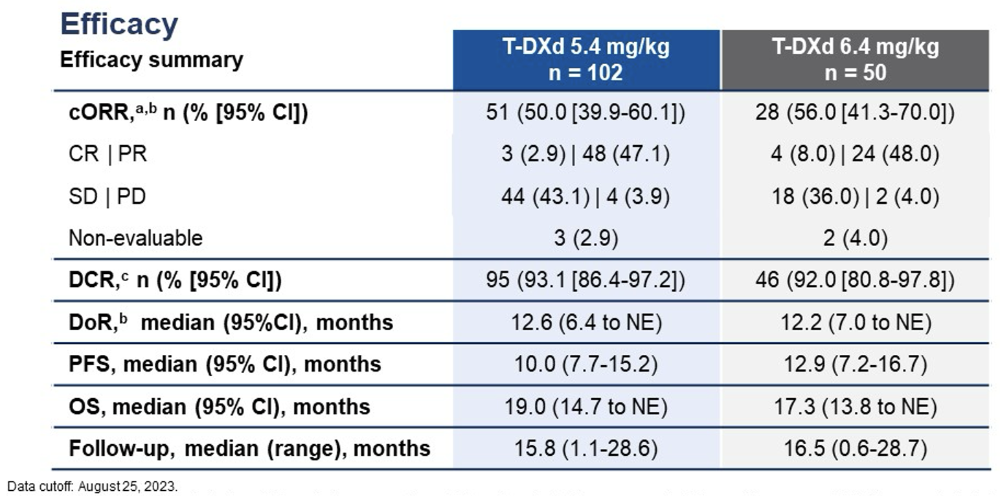 Efficacy
Efficacy summary
T-DXd 5.4 mg/kg
n = 102
T-DXd 6.4 mg/kg
n = 50
cORR,a,b n (% [95% CI]) 51 (50.0 [39.9-60.1]) 28 (56.0 [41.3-70.0])
CR | PR 3 (2.9) | 48 (47.1) 4 (8.0) | 24 (48.0)
SD | PD 44 (43.1) | 4 (3.9) 18 (36.0) | 2 (4.0)
Non-evaluable 3 (2.9) 2 (4.0)
DCR,c n (% [95% CI]) 95 (93.1 [86.4-97.2]) 46 (92.0 [80.8-97.8])
DoR,b median (95%CI), months 12.6 (6.4 to NE) 12.2 (7.0 to NE)
PFS, median (95% CI), months 10.0 (7.7-15.2) 12.9 (7.2-16.7)
OS, median (95% CI), months 19.0 (14.7 to NE) 17.3 (13.8 to NE)
Follow-up, median (range), months 15.8 (1.1-28.6) 16.5 (0.6-28.7)
Data cutoff: August 25, 2023.